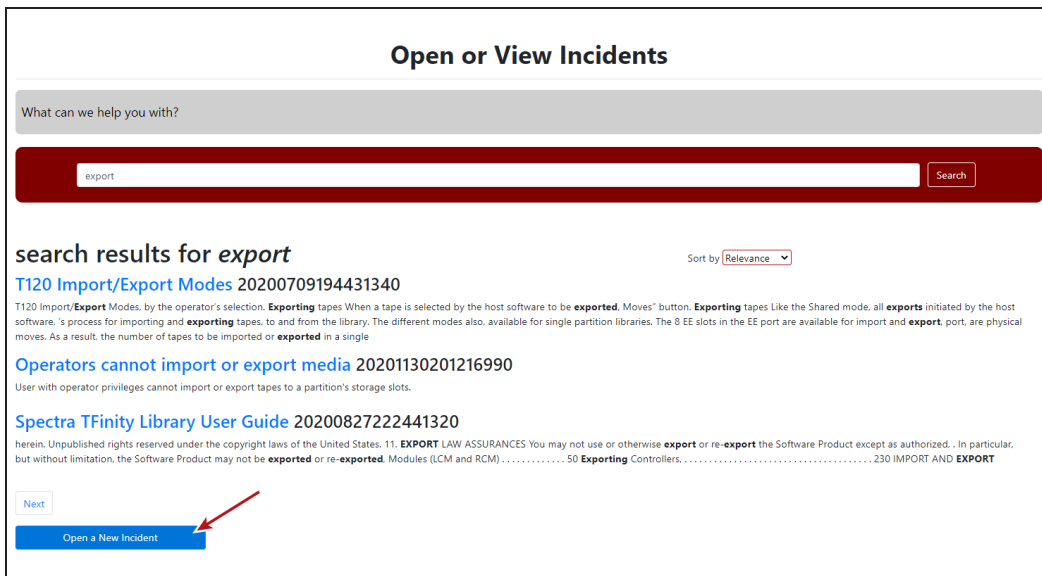 Open or View Incidents
What can we help you with?
export
Search
search results for export
Sort by Relevance
T120 Import/Export Modes 20200709194431340
T120 Import/Export Modes, by the operator's selection. Exporting tapes When a tape is selected by the host software to be exported, Moves" button. Exporting tapes Like the Shared mode, all exports initiated by the host
software, 's process for importing and exporting tapes, to and from the library. The different modes also, available for single partition libraries. The 8 EE slots in the EE port are available for import and export, port, are physical
moves. As a result, the number of tapes to be imported or exported in a single
Operators cannot import or export media 20201130201216990
User with operator privileges cannot import or export tapes to a partition's storage slots.
Spectra TFinity Library User Guide 20200827222441320
herein. Unpublished rights reserved under the copyright laws of the United States. 11. EXPORT LAW ASSURANCES You may not use or otherwise export or re-export the Software Product except as authorized, . In particular,
but without limitation, the Software Product may not be exported or re-exported, Modules (LCM and RCM) . . . . . . . . . . . . . 50 Exporting Controllers, . . . . . . . . . . . . . . . . . . . . . . . . . . . . . . . . . . . . . . 230 IMPORT AND EXPORT
Next
Open a New Incident